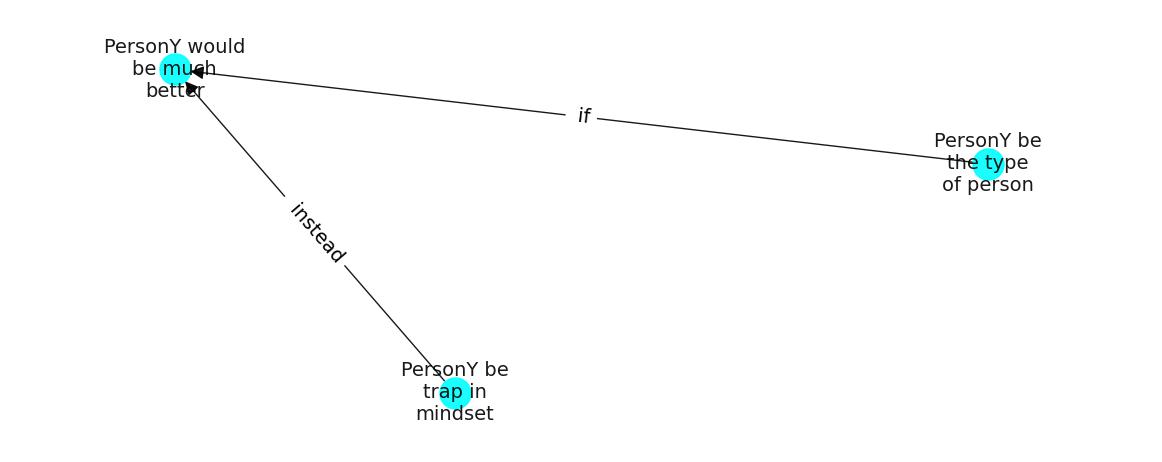 PersonY would
be much
better
if
PersonY be
the type
of person
instead
PersonY be
trap in
mindset